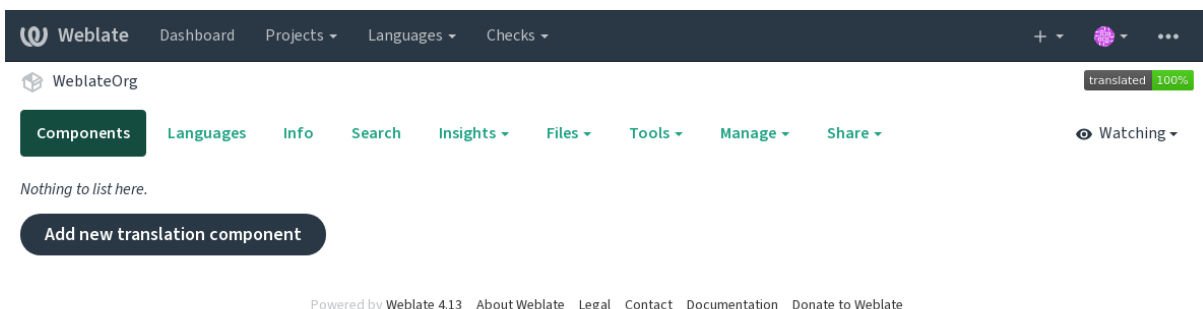 Weblate Dashboard Projects Languages Checks
WeblateOrg translated 100%
Components Languages Info Search Insights Files Tools Manage Share Watching
Nothing to list here.
Add new translation component
Powered by Weblate 4.13 About Weblate Legal Contact Documentation Donate to Weblate